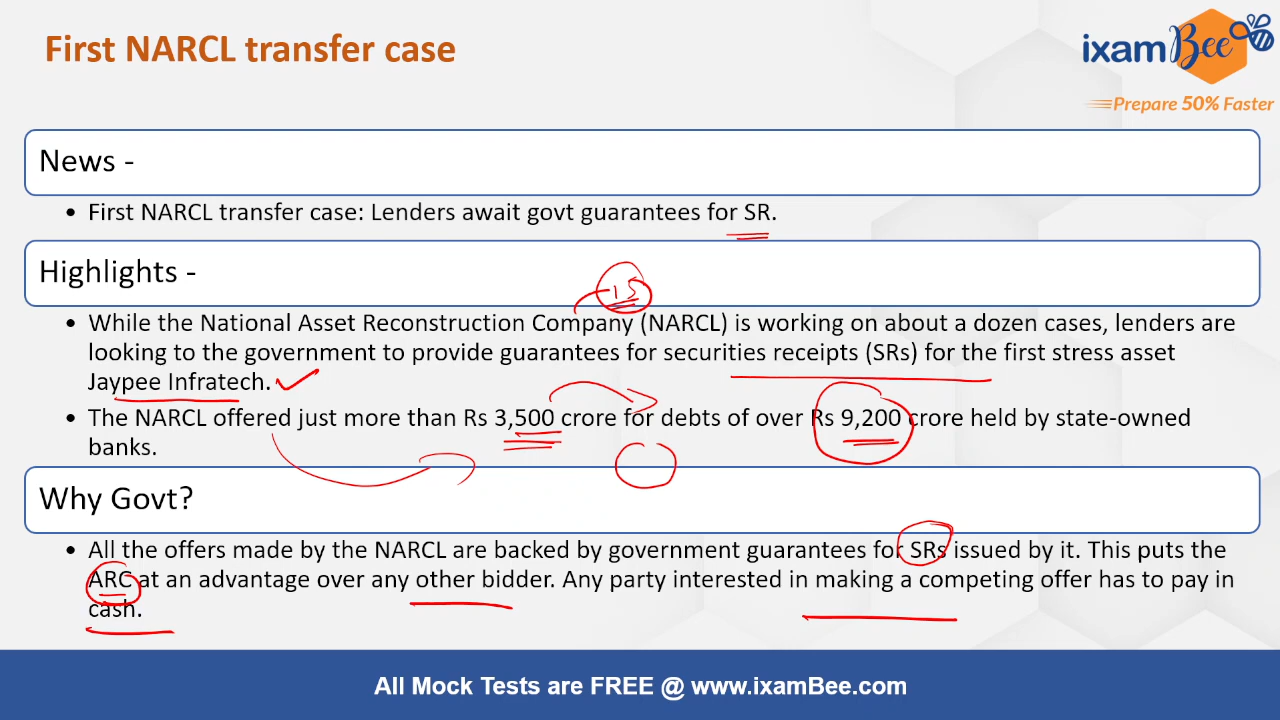 First NARCL transfer case
ixamBee
Prepare 50% Faster
News -
• First NARCL transfer case: Lenders await govt guarantees for SR.
Highlights -
15
• While the National Asset Reconstruction Company (NARCL) is working on about a dozen cases, lenders are
looking to the government to provide guarantees for securities receipts (SRs) for the first stress asset
Jaypee Infratech.
• The NARCL offered just more than Rs 3,500 crore for debts of over Rs 9,200 crore held by state-owned
banks.
Why Govt?
• All the offers made by the NARCL are backed by government guarantees for SRs issued by it. This puts the
ARC at an advantage over any other bidder. Any party interested in making a competing offer has to pay in
cash.
All Mock Tests are FREE @ www.ixamBee.com